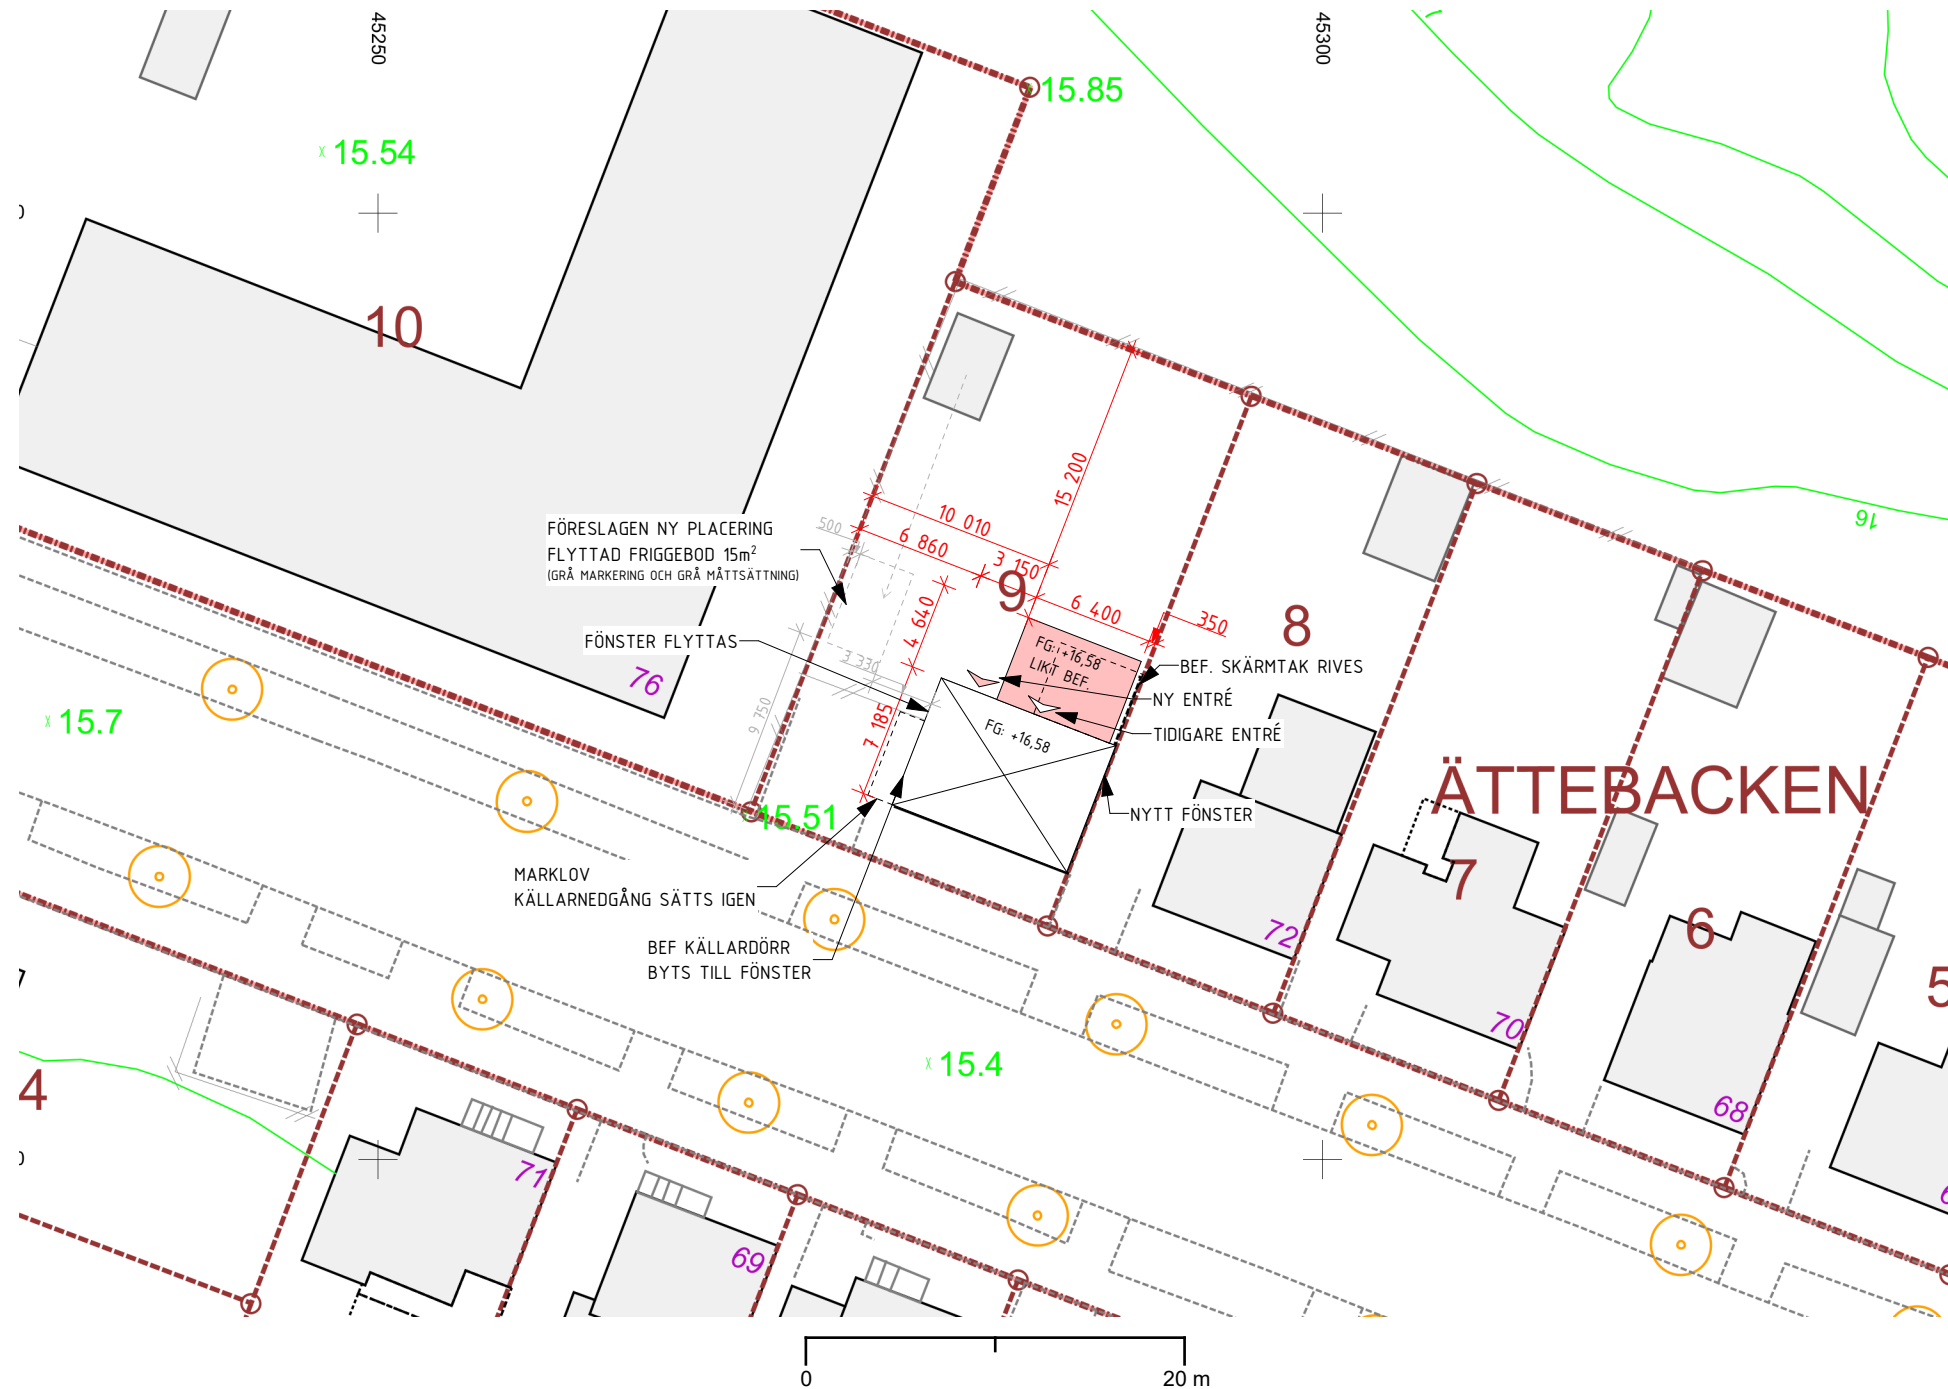 45250
45300
15.85
15.54
10
15 200
10 010
6 860
3 150
500
FÖRESLAGEN NY PLACERING
FLYTTAD FRIGGEBOD 15m²
(GRÅ MARKERING OCH GRÅ MÅTTSÄTTNING)
16
9
6 400
350
8
4 640
FÖNSTER FLYTTAS
FG: +16,58
LIKT BEF.
BEF. SKÄRMTAK RIVES
3 330
76
NY ENTRÉ
15.7
9 750
7 185
FG: +16,58
TIDIGARE ENTRÉ
ÄTTEBACKEN
15.51
NYTT FÖNSTER
MARKLOV
KÄLLARNEDGÅNG SÄTTS IGEN
7
72
6
BEF KÄLLARDÖRR
BYTS TILL FÖNSTER
5
70
15.4
4
68
71
69
0
20 m